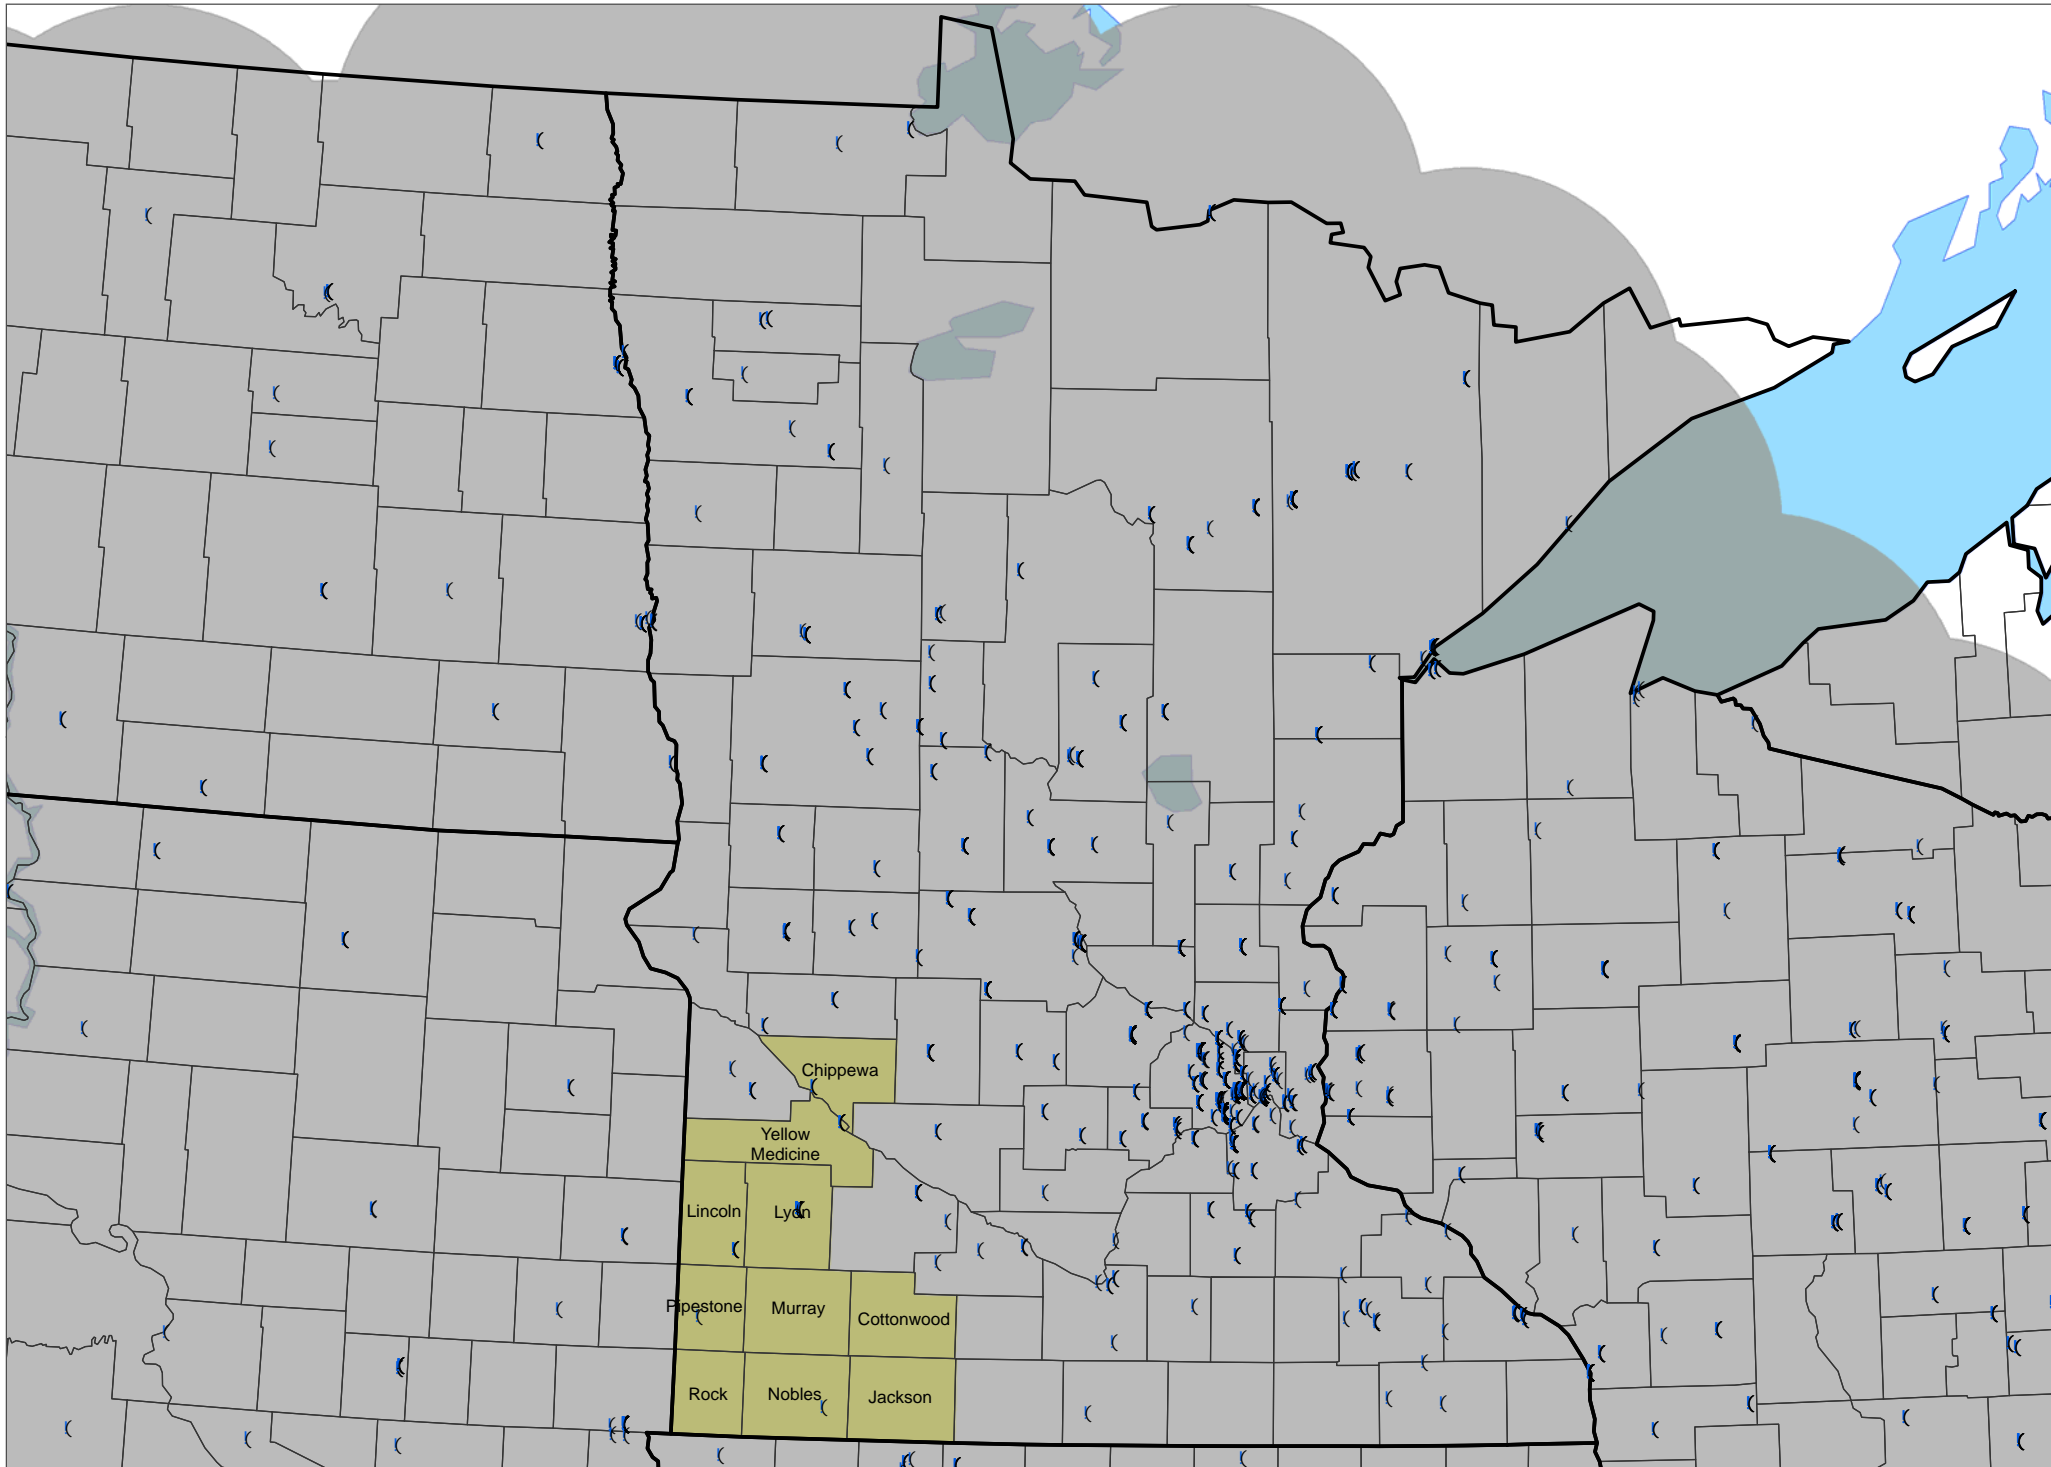 Chippewa
Yellow
Medicine
Lincoln
Lyon
Pipestone
Murray
Cottonwood
Rock
Nobles
Jackson